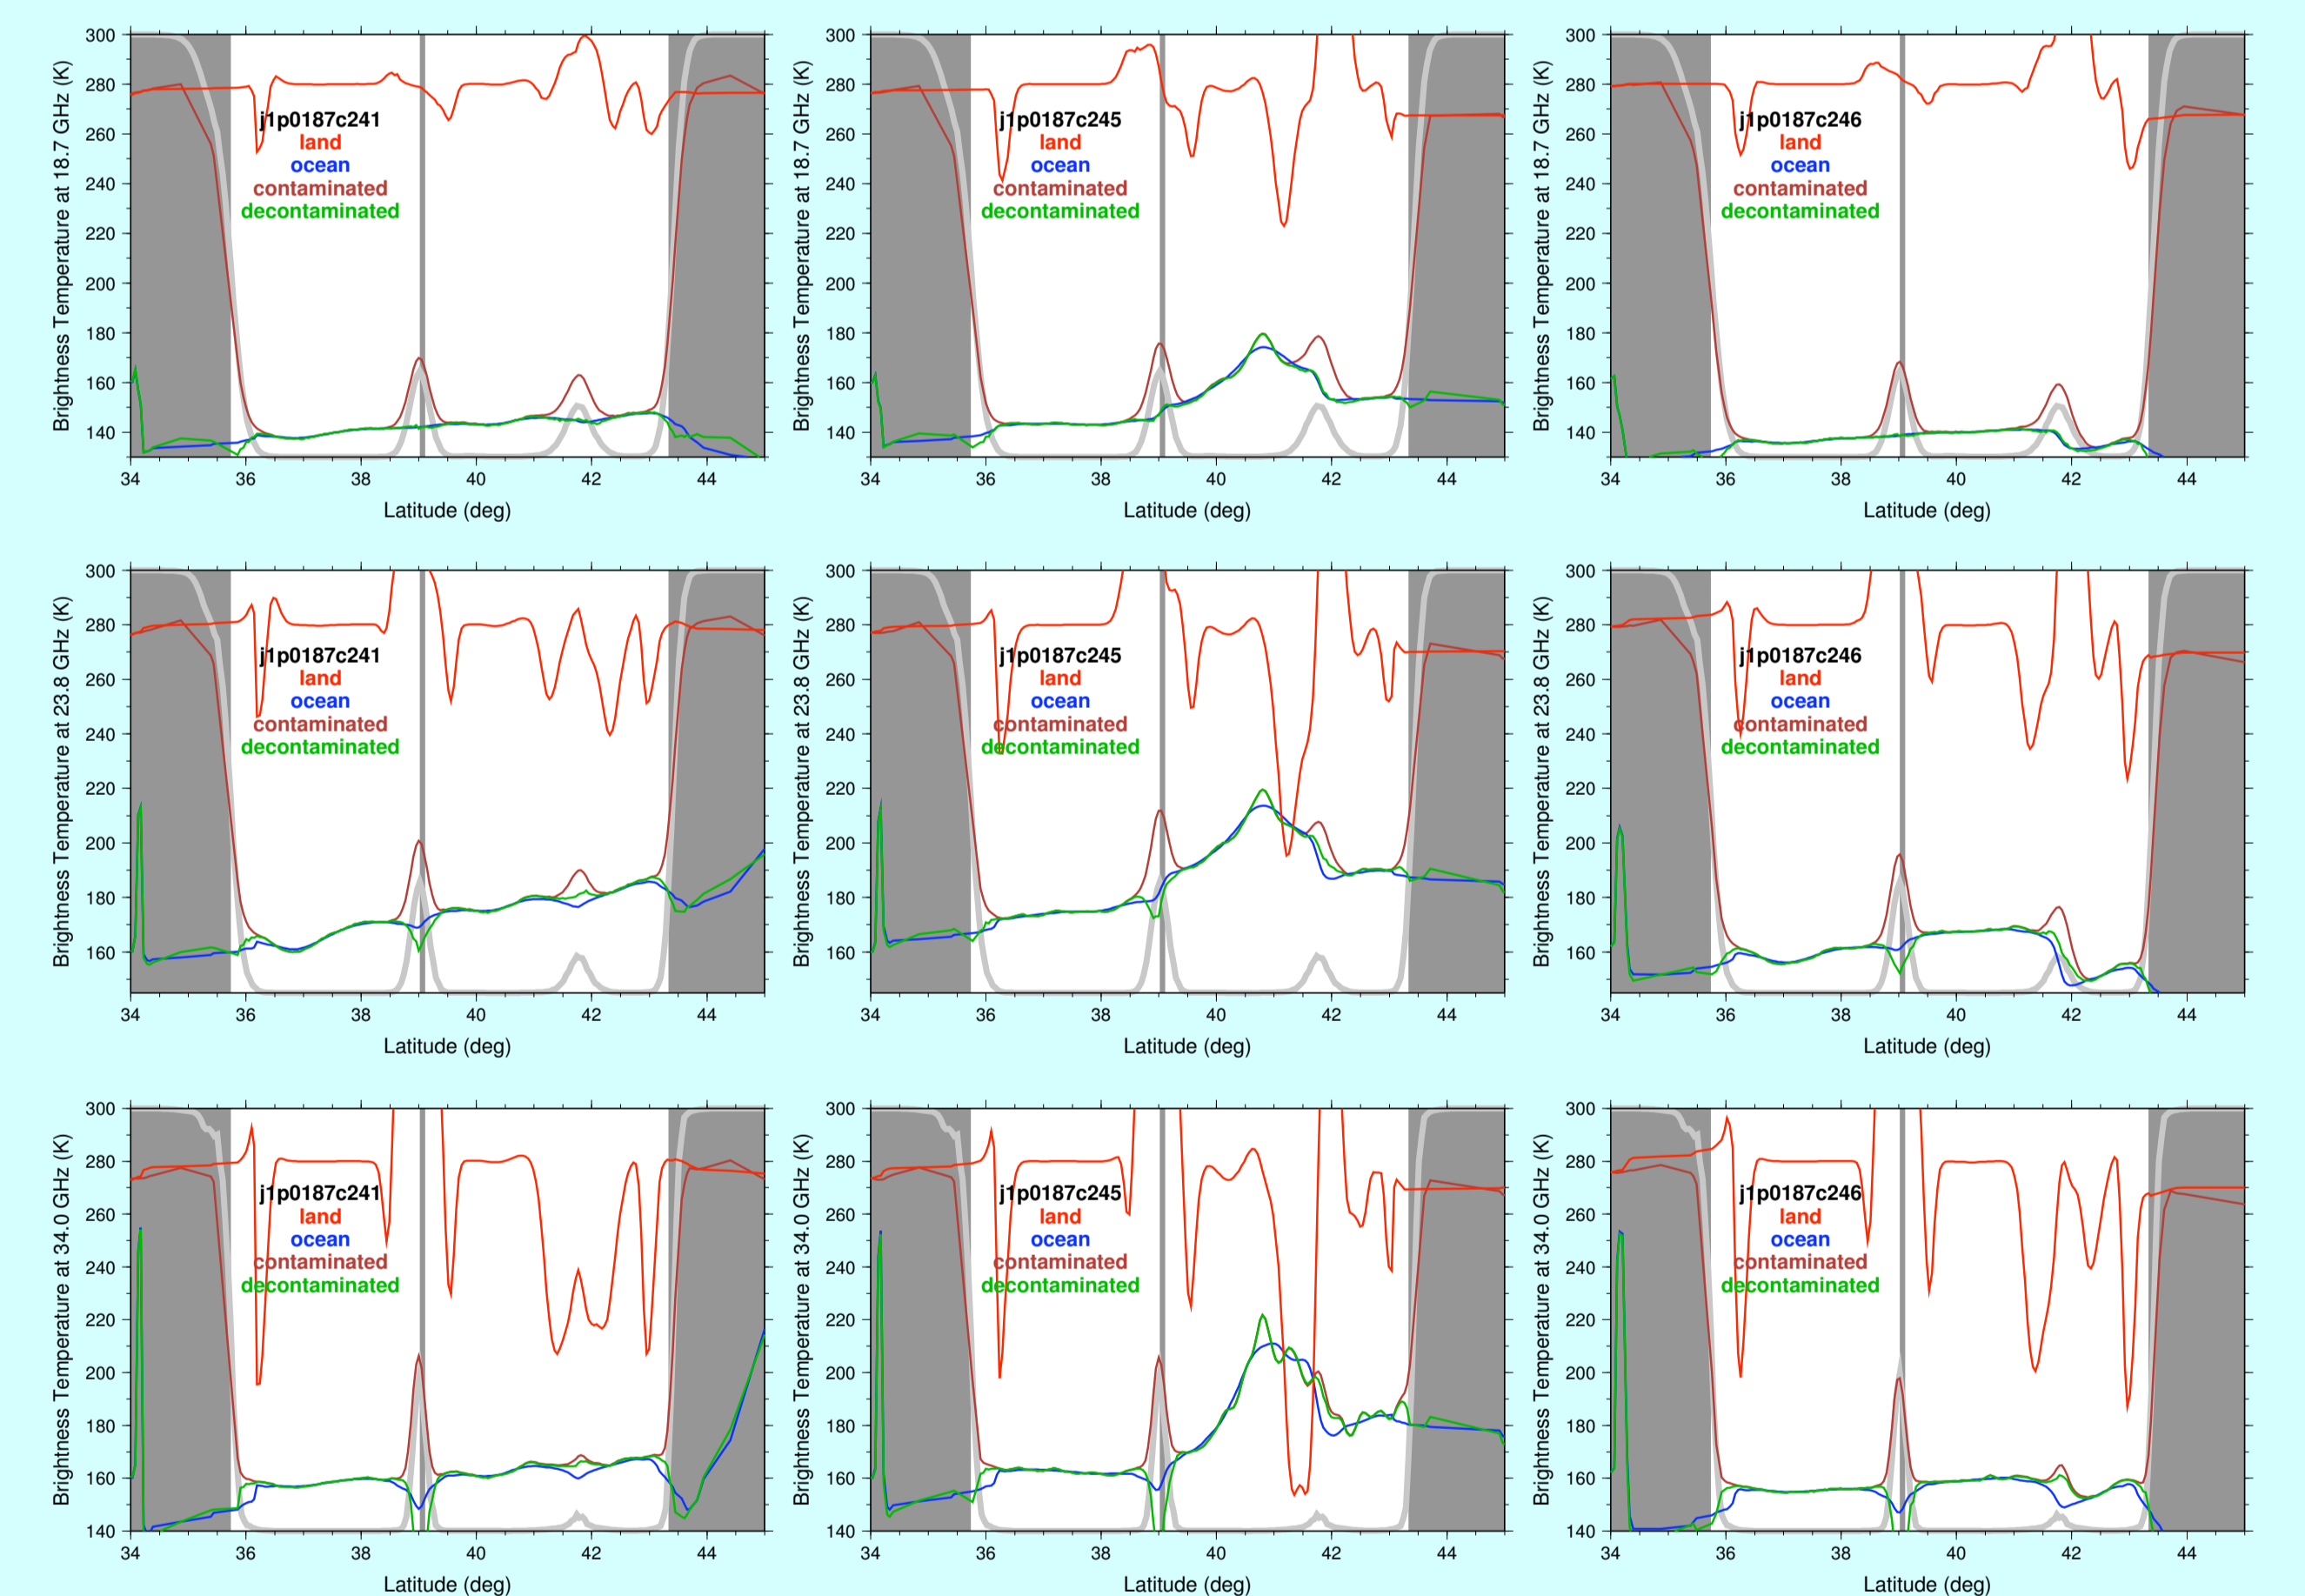 Brightness Temperature at 18.7 GHz (K)
300
280
260
240
220
200
180
160
140
j1p0187c241
land
ocean
contaminated
decontaminated
34 36 38 40 42 44
Latitude (deg)
Brightness Temperature at 18.7 GHz (K)
300
280
260
240
220
200
180
160
140
j1p0187c245
land
ocean
contaminated
decontaminated
34 36 38 40 42 44
Latitude (deg)
Brightness Temperature at 18.7 GHz (K)
300
280
260
240
220
200
180
160
140
j1p0187c246
land
ocean
contaminated
decontaminated
34 36 38 40 42 44
Latitude (deg)
Brightness Temperature at 23.8 GHz (K)
300
280
260
240
220
200
180
160
j1p0187c241
land
ocean
contaminated
decontaminated
34 36 38 40 42 44
Latitude (deg)
Brightness Temperature at 23.8 GHz (K)
300
280
260
240
220
200
180
160
j1p0187c245
land
ocean
contaminated
decontaminated
34 36 38 40 42 44
Latitude (deg)
Brightness Temperature at 23.8 GHz (K)
300
280
260
240
220
200
180
160
j1p0187c246
land
ocean
contaminated
decontaminated
34 36 38 40 42 44
Latitude (deg)
Brightness Temperature at 34.0 GHz (K)
300
280
260
240
220
200
180
160
140
j1p0187c241
land
ocean
contaminated
decontaminated
34 36 38 40 42 44
Latitude (deg)
Brightness Temperature at 34.0 GHz (K)
300
280
260
240
220
200
180
160
140
j1p0187c245
land
ocean
contaminated
decontaminated
34 36 38 40 42 44
Latitude (deg)
Brightness Temperature at 34.0 GHz (K)
300
280
260
240
220
200
180
160
140
j1p0187c246
land
ocean
contaminated
decontaminated
34 36 38 40 42 44
Latitude (deg)